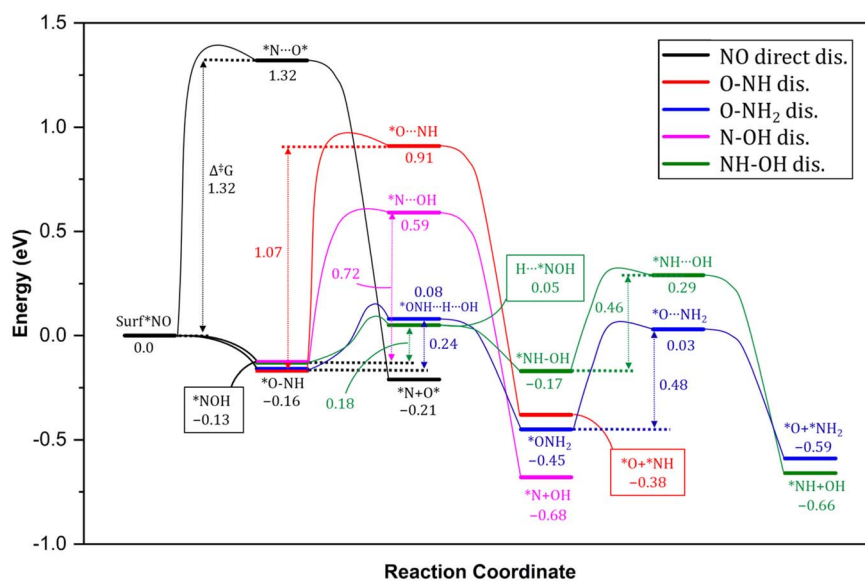 1.5
1.0
0.5
0.0
−0.5
-1.0
Energy (eV)
Reaction Coordinate
NO direct dis.
O-NH dis.
O-NH₂ dis.
N-OH dis.
NH-OH dis.
*N···O*
1.32
Δ‡G
1.32
*O···NH
0.91
1.07
*N···OH
0.59
0.72
H···*NOH
0.05
0.08
*ONH···H···OH
0.24
0.18
Surf*NO
0.0
*NOH
−0.13
*O-NH
−0.16
*N+O*
−0.21
*NH-OH
−0.17
0.46
*NH···OH
0.29
*O···NH₂
0.03
0.48
*ONH₂
−0.45
*O+*NH
−0.38
*N+OH
−0.68
*O+*NH₂
−0.59
*NH+OH
−0.66